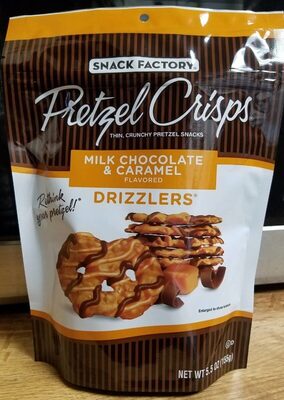 SNACK FACTORY
Pretzel Crisps
THIN, CRUNCHY PRETZEL SNACKS
MILK CHOCOLATE
& CARAMEL
FLAVORED
DRIZZLERS
"Rethink
your pretzel!"
Enlarged to show texture
NET WT 5.5 OZ (155g)